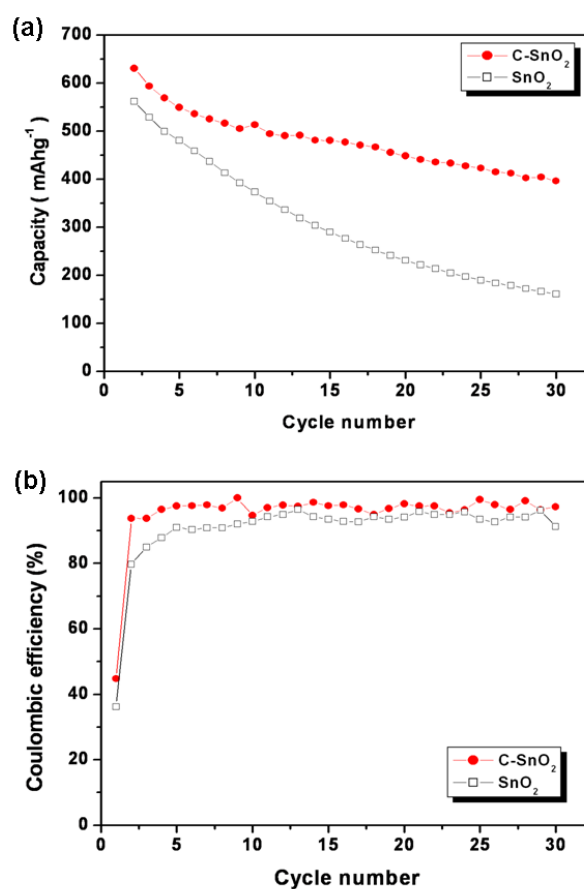 (a)
700
600
500
400
300
200
100
0
Capacity ( mAhg⁻¹)
C-SnO₂
SnO₂
0 5 10 15 20 25 30
Cycle number
(b)
100
80
60
40
20
0
Coulombic efficiency (%)
C-SnO₂
SnO₂
0 5 10 15 20 25 30
Cycle number